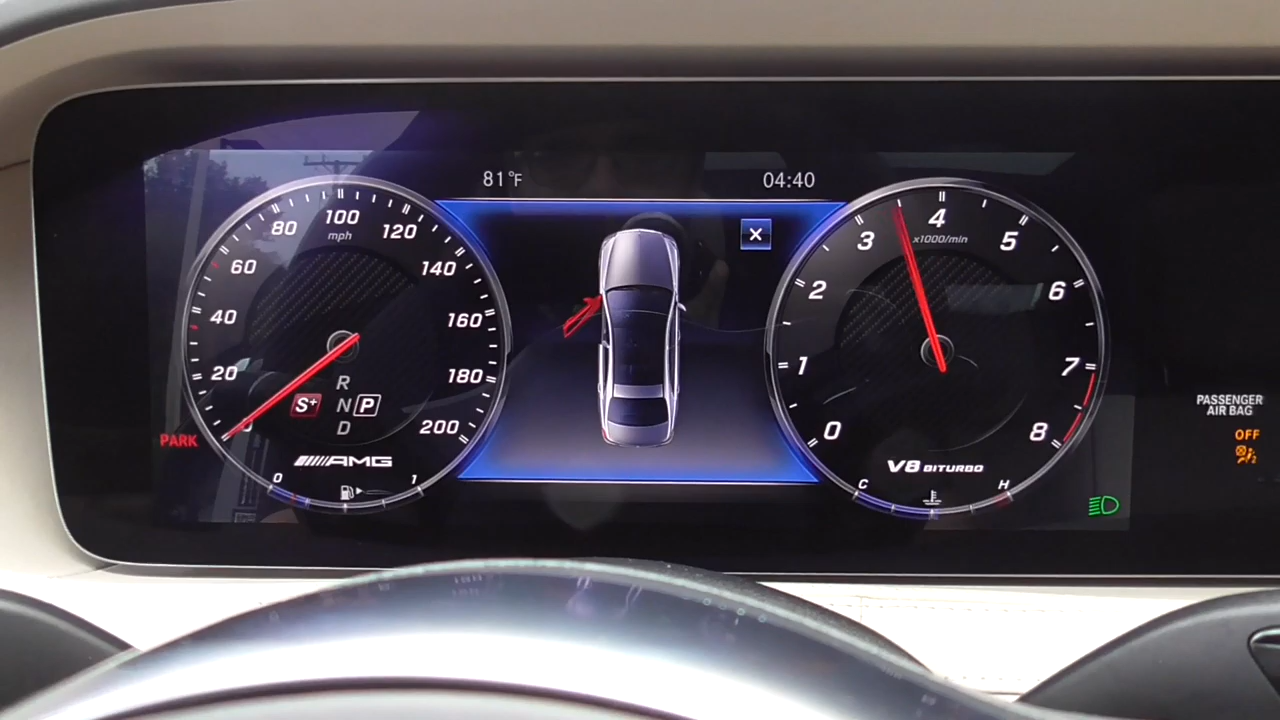 81°F
04:40
0
20
40
60
80
100
120
140
160
180
200
mph
R
N
D
S+
P
PARK
AMG
0
1
0
1
2
3
4
5
6
7
8
x1000/min
V8 BITURBO
C
H
PASSENGER
AIR BAG
OFF